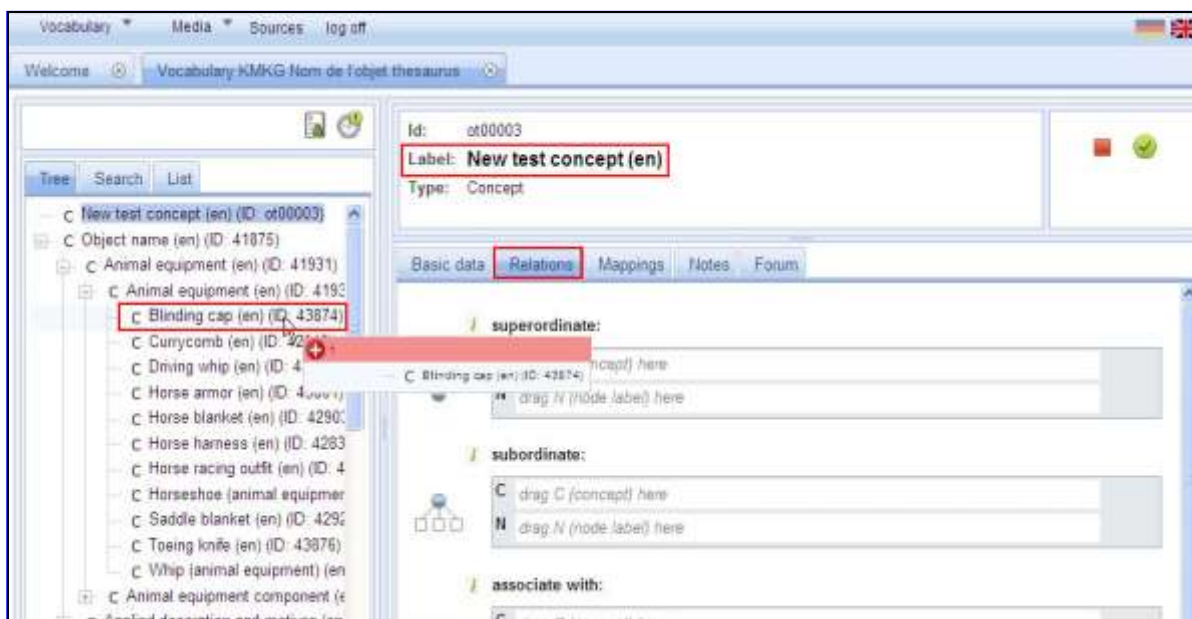 Vocabulary Media Sources log off
Welcome Vocabulary KMKG Nom de l'objet thesaurus
Tree Search List
C New test concept (en) (ID: ot00003)
C Object name (en) (ID: 41875)
C Animal equipment (en) (ID: 41931)
C Animal equipment (en) (ID: 4193
C Blinding cap (en) (ID: 43874)
C Currycomb (en) (ID:
C Driving whip (en) (ID: 4
C Horse armor (en) (ID:
C Horse blanket (en) (ID: 4290
C Horse harness (en) (ID: 4283
C Horse racing outfit (en) (ID: 4
C Horseshoe (animal equipmen
C Saddle blanket (en) (ID: 4292
C Toeing knife (en) (ID: 43876)
C Whip (animal equipment) (en
C Animal equipment component (e
C Blinding cap (en) (ID: 43874)
Id: ot00003
Label: New test concept (en)
Type: Concept
Basic data Relations Mappings Notes Forum
superordinate:
here
N drag N (node label) here
subordinate:
C drag C (concept) here
N drag N (node label) here
associate with:
C